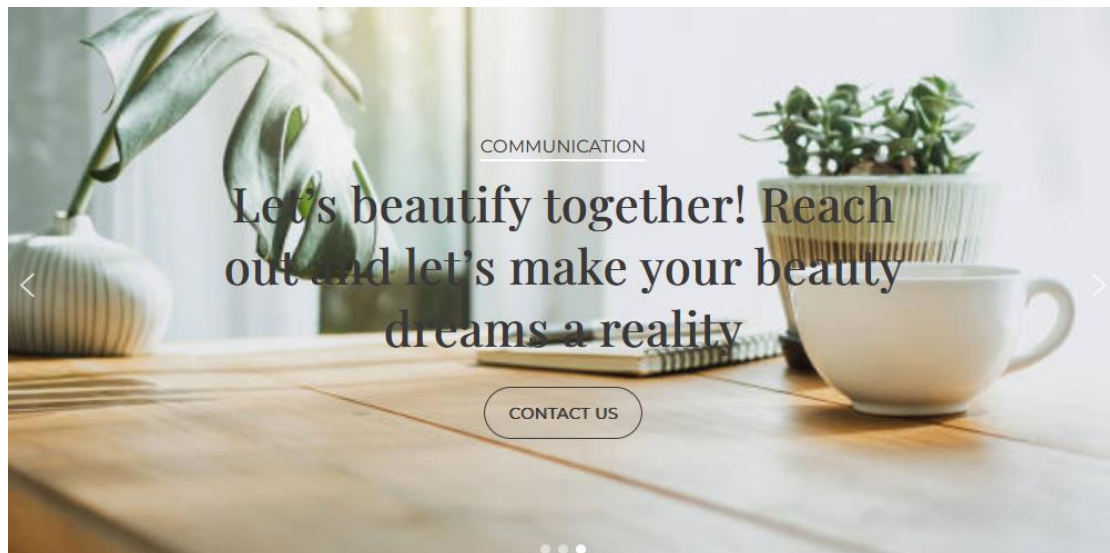 COMMUNICATION
Let's beautify together! Reach
out and let's make your beauty
dreams a reality
CONTACT US